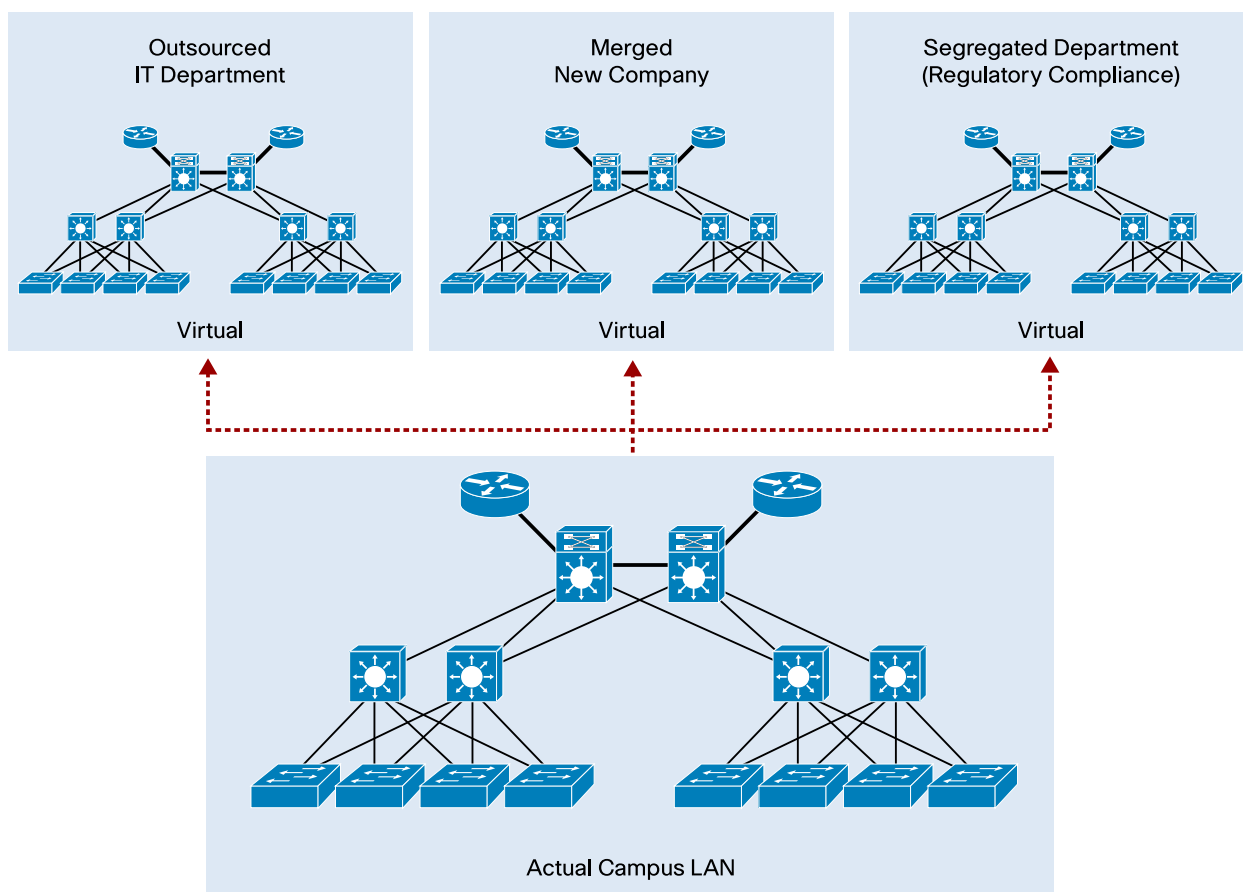 Outsourced
IT Department
Merged
New Company
Segregated Department
(Regulatory Compliance)
Virtual
Virtual
Virtual
Actual Campus LAN